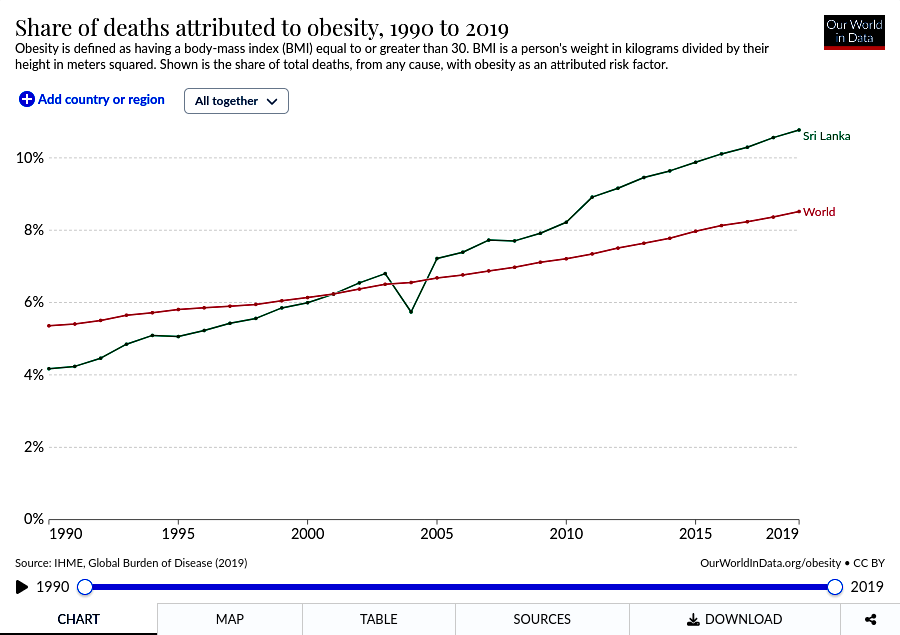 Share of deaths attributed to obesity, 1990 to 2019
Our World
in Data
Obesity is defined as having a body-mass index (BMI) equal to or greater than 30. BMI is a person's weight in kilograms divided by their
height in meters squared. Shown is the share of total deaths, from any cause, with obesity as an attributed risk factor.
Add country or region
All together
10%
8%
6%
4%
2%
0%
Sri Lanka
World
1990
1995
2000
2005
2010
2015
2019
Source: IHME, Global Burden of Disease (2019)
OurWorldInData.org/obesity • CC BY
1990
2019
CHART
MAP
TABLE
SOURCES
DOWNLOAD